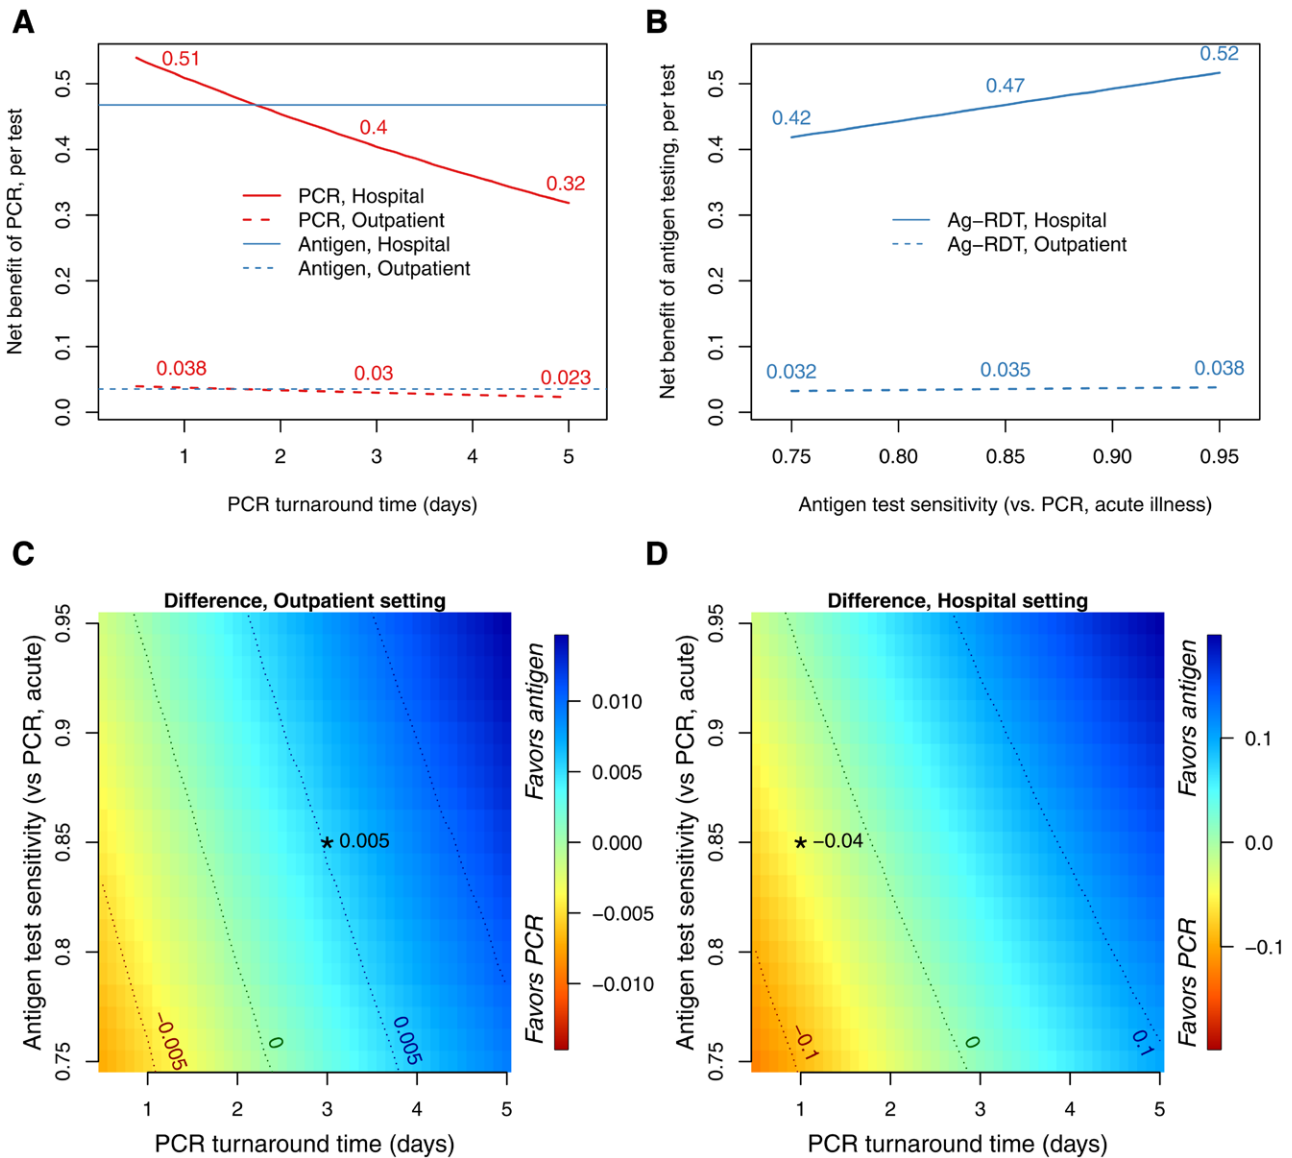 A
Net benefit of PCR, per test
0.0
0.1
0.2
0.3
0.4
0.5
0.51
0.4
0.32
PCR, Hospital
PCR, Outpatient
Antigen, Hospital
Antigen, Outpatient
0.038
0.03
0.023
1 2 3 4 5
PCR turnaround time (days)
B
Net benefit of antigen testing, per test
0.0
0.1
0.2
0.3
0.4
0.5
0.42
0.47
0.52
Ag−RDT, Hospital
Ag−RDT, Outpatient
0.032
0.035
0.038
0.75 0.80 0.85 0.90 0.95
Antigen test sensitivity (vs. PCR, acute illness)
C
Difference, Outpatient setting
Antigen test sensitivity (vs PCR, acute)
0.75
0.8
0.85
0.9
0.95
0.005
−0.005
0
0.005
1 2 3 4 5
PCR turnaround time (days)
Favors antigen
Favors PCR
0.010
0.005
0.000
−0.005
−0.010
D
Difference, Hospital setting
Antigen test sensitivity (vs PCR, acute)
0.75
0.8
0.85
0.9
0.95
−0.04
−0.1
0
0.1
1 2 3 4 5
PCR turnaround time (days)
Favors antigen
Favors PCR
0.1
0.0
−0.1